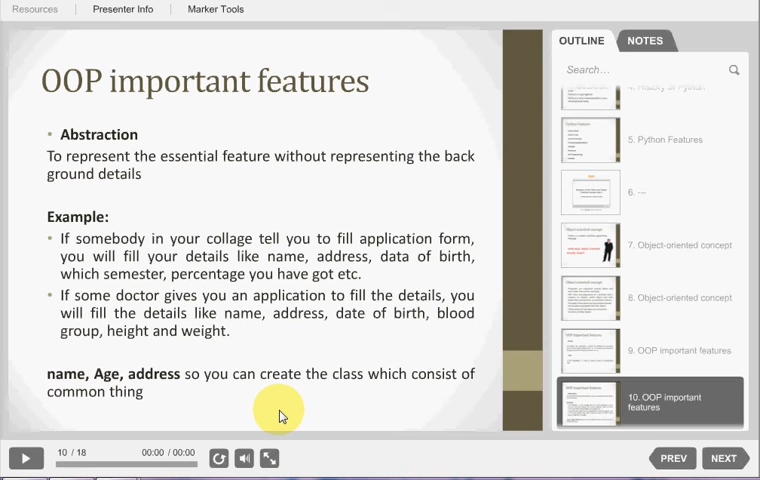 Resources Presenter Info Marker Tools
OOP important features
• Abstraction
To represent the essential feature without representing the back
ground details
Example:
• If somebody in your collage tell you to fill application form,
you will fill your details like name, address, data of birth,
which semester, percentage you have got etc.
• If some doctor gives you an application to fill the details, you
will fill the details like name, address, date of birth, blood
group, height and weight.
name, Age, address so you can create the class which consist of
common thing
OUTLINE NOTES
Search...
5. Python Features
6. ---
7. Object-oriented concept
8. Object-oriented concept
9. OOP important features
10. OOP important
features
10 / 18 00:00 / 00:00
PREV NEXT